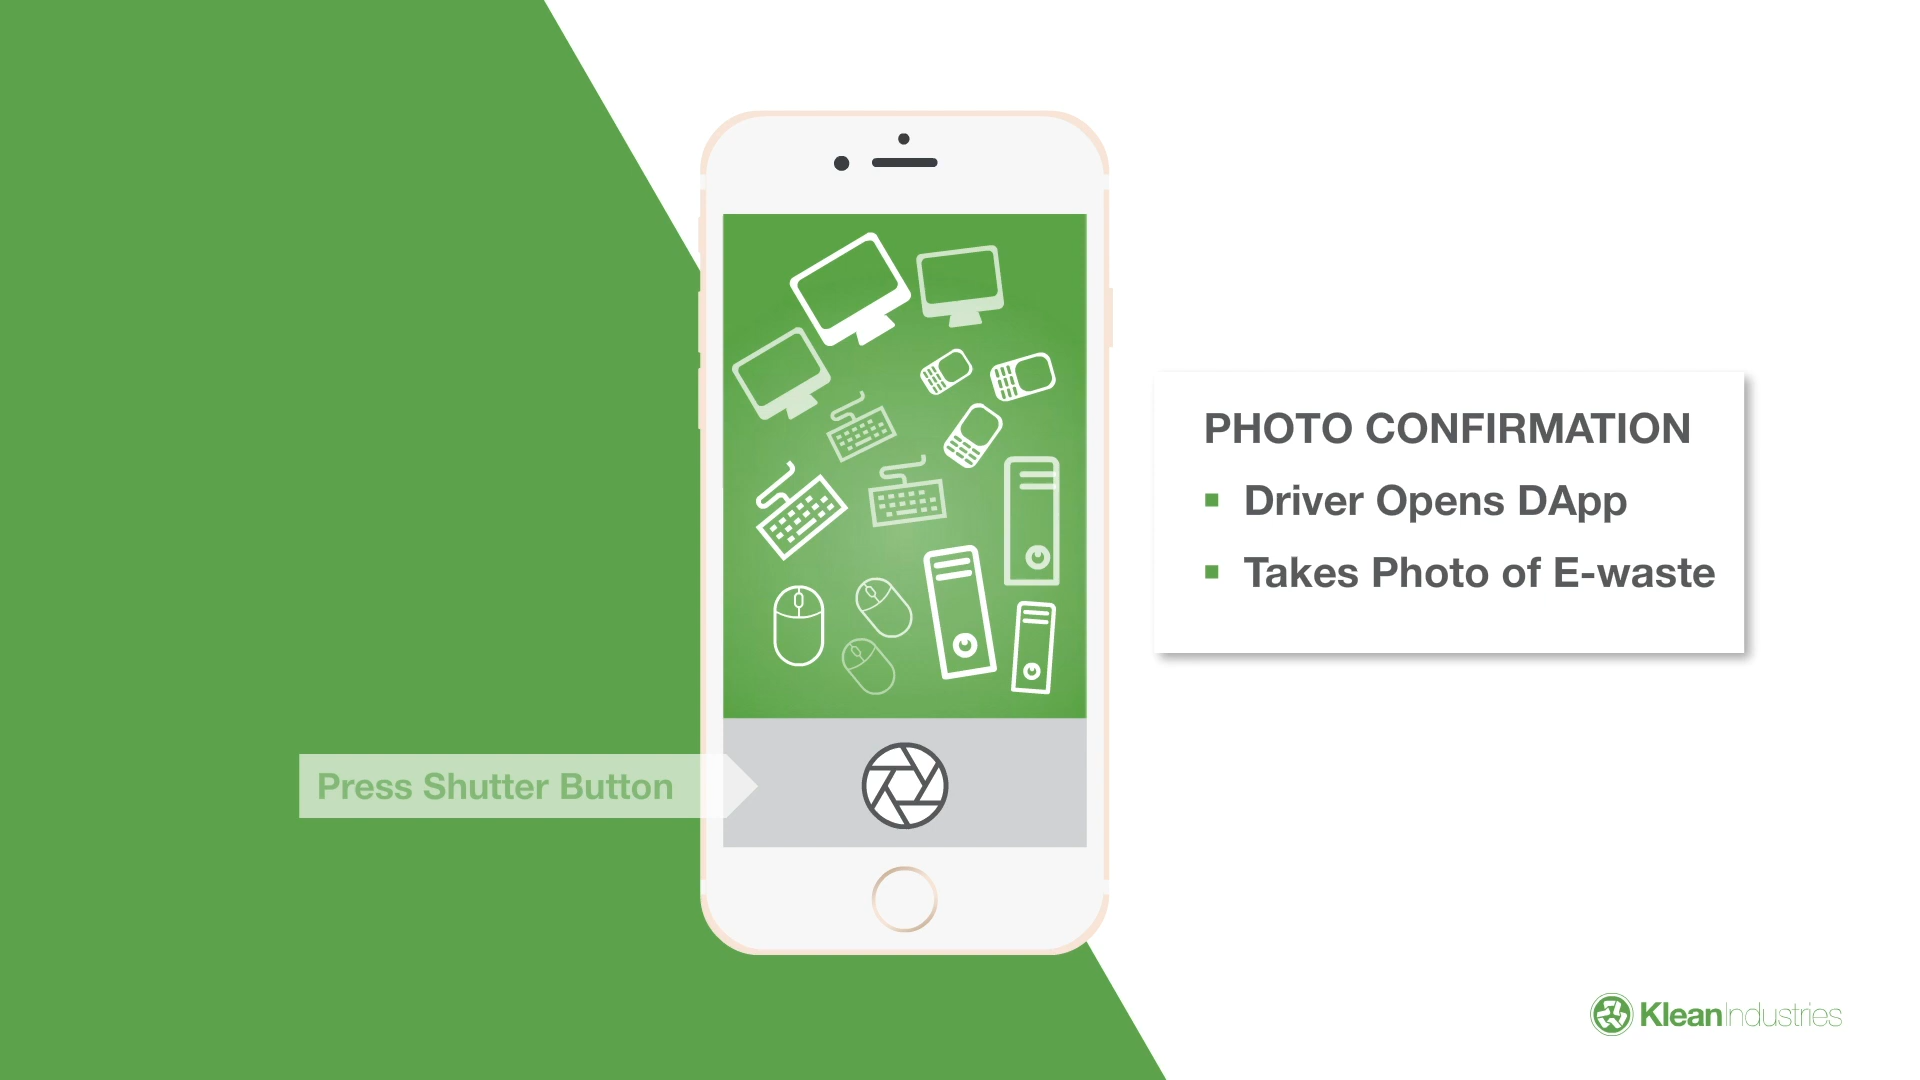 PHOTO CONFIRMATION
▪ Driver Opens DApp
▪ Takes Photo of E-waste
Press Shutter Button
KleanIndustries